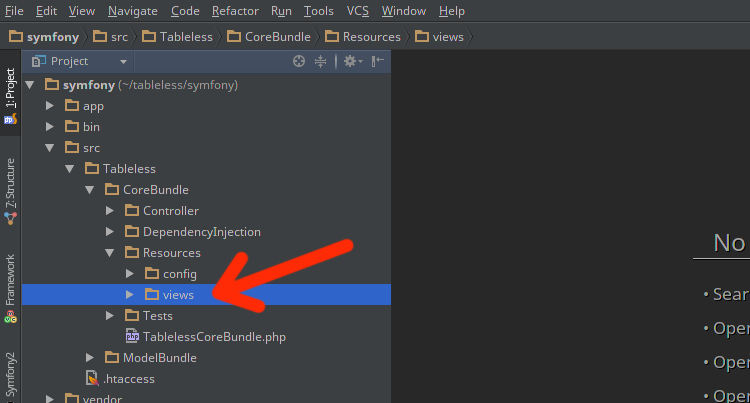 File Edit View Navigate Code Refactor Run Tools VCS Window Help
symfony src Tableless CoreBundle Resources views
1: Project
Project
symfony (~/tableless/symfony)
app
bin
src
Tableless
CoreBundle
Controller
DependencyInjection
Resources
config
views
Tests
php TablelessCoreBundle.php
ModelBundle
.htaccess
vendor
7: Structure
Framework
Symfony2
No
• Sear
• Oper
• Oper
• Oper